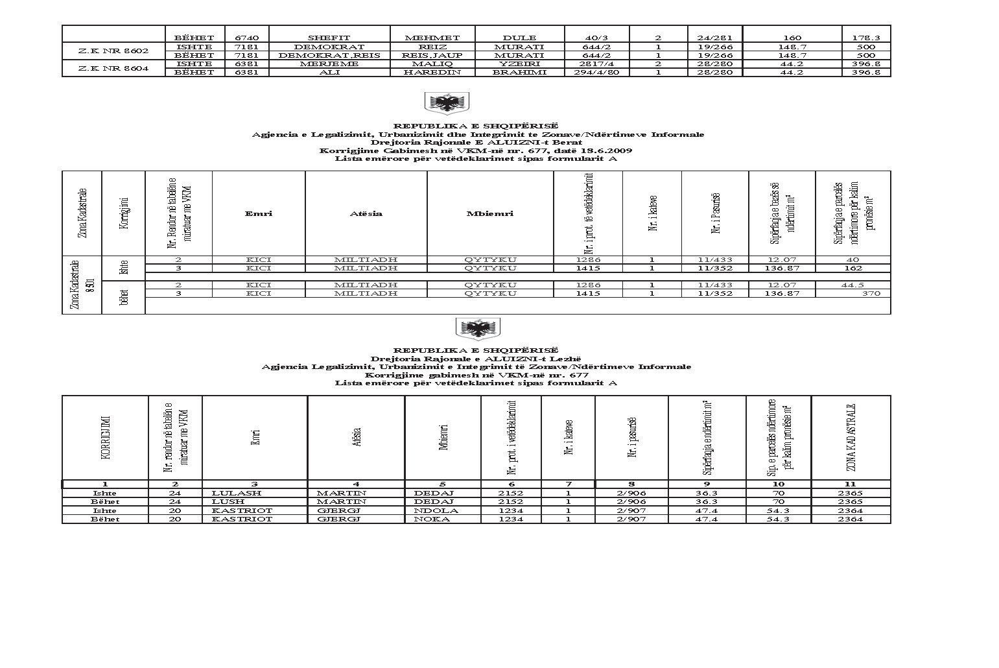 BËHET 6740 SHEFIT MEHMET DULE 40/3 2 24/281 160 178.3
Z.K NR 8602 ISHTE 7181 DEMOKRAT REIZ MURATI 644/2 1 19/266 148.7 500
BËHET 7181 DEMOKRAT,REIS REIS,JAUP MURATI 644/2 1 19/266 148.7 500
Z.K NR 8604 ISHTE 6381 MERJEME MALIQ YZEIRI 2817/4 2 28/280 44.2 396.8
BËHET 6381 ALI HAREDIN BRAHIMI 294/4/80 1 28/280 44.2 396.8
REPUBLIKA E SHQIPËRISË
Agjencia e Legalizimit, Urbanizimit dhe Integrimit te Zonave/Ndërtimeve Informale
Drejtoria Rajonale E ALUIZNI-t Berat
Korrigjime Gabimesh në VKM-në nr. 677, datë 18.6.2009
Lista emërore për vetëdeklarimet sipas formularit A
Zona Kadastrale
Korrigjimi
Nr. Rendor në tabelën e
miratuar me VKM
Emri
Atësia
Mbiemri
Nr. i prot. të vetëdeklarimit
Nr. i kateve
Nr. i Pasurisë
Sipërfaqja e bazës së
ndërtimit m²
Sipërfaqja e parcelës
ndërtimore për kalim
pronësie m²
Zona Kadastrale
8501
Ishte
2 KICI MILTIADH QYTYKU 1286 1 11/433 12.07 40
3 KICI MILTIADH QYTYKU 1415 1 11/352 136.87 162
bëhet
2 KICI MILTIADH QYTYKU 1286 1 11/433 12.07 44.5
3 KICI MILTIADH QYTYKU 1415 1 11/352 136.87 370
REPUBLIKA E SHQIPËRISË
Drejtoria Rajonale e ALUIZNI-t Lezhë
Agjencia Legalizimit, Urbanizimit e Integrimit të Zonave/Ndërtimeve Informale
Korrigjime gabimesh në VKM-në nr. 677
Lista emërore për vetëdeklarimet sipas formularit A
KORRIGJIMI
Nr. rendor në tabelën e
miratuar me VKM
Emri
Atësia
Mbiemri
Nr. prot. i vetëdeklarimit
Nr. i kateve
Nr. i pasurisë
Sipërfaqja e ndërtimit m²
Sip. e parcelës ndërtimore
për kalim pronësie m²
ZONA KADASTRALE
1 2 3 4 5 6 7 8 9 10 11
Ishte 24 LULASH MARTIN DEDAJ 2152 1 2/906 36.3 70 2365
Bëhet 24 LUSH MARTIN DEDAJ 2152 1 2/906 36.3 70 2365
Ishte 20 KASTRIOT GJERGJ NDOLA 1234 1 2/907 47.4 54.3 2364
Bëhet 20 KASTRIOT GJERGJ NOKA 1234 1 2/907 47.4 54.3 2364